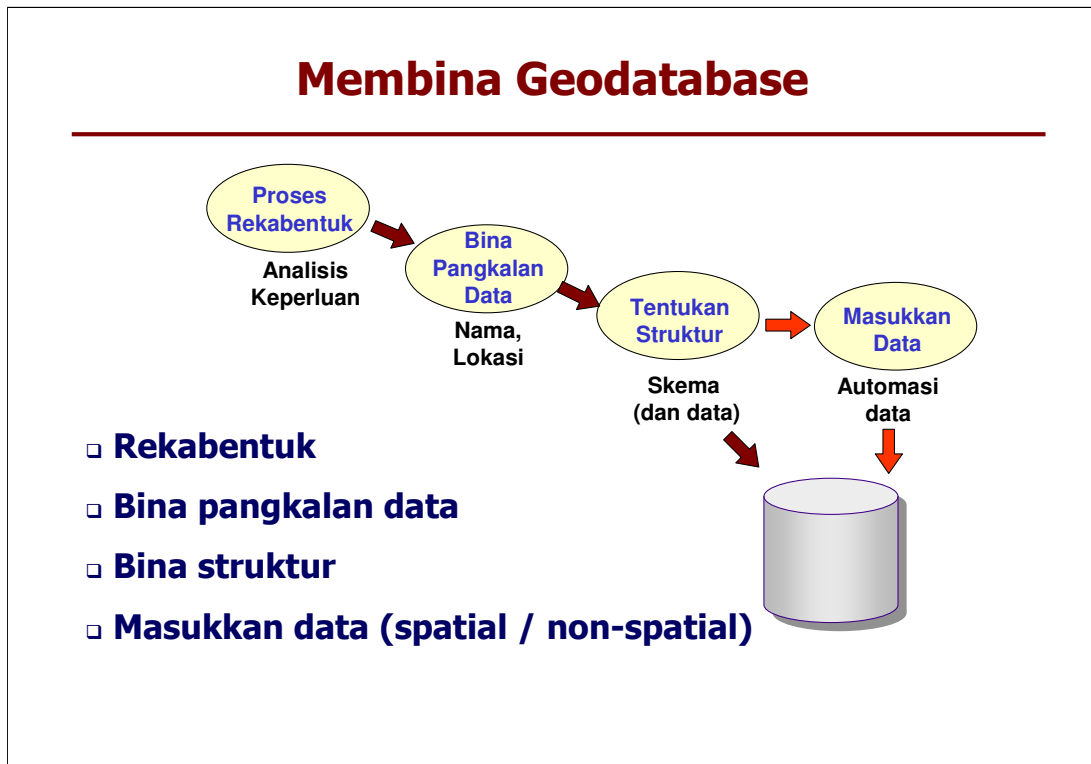 Membina Geodatabase
Proses
Rekabentuk
Analisis
Keperluan
Bina
Pangkalan
Data
Nama,
Lokasi
Tentukan
Struktur
Skema
(dan data)
Masukkan
Data
Automasi
data
Rekabentuk
Bina pangkalan data
Bina struktur
Masukkan data (spatial / non-spatial)